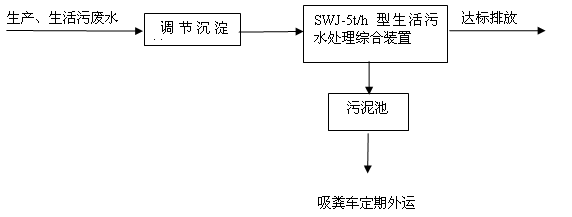 生产、生活污废水
调节沉淀
SWJ-5t/h 型生活污
水处理综合装置
达标排放
污泥池
吸粪车定期外运